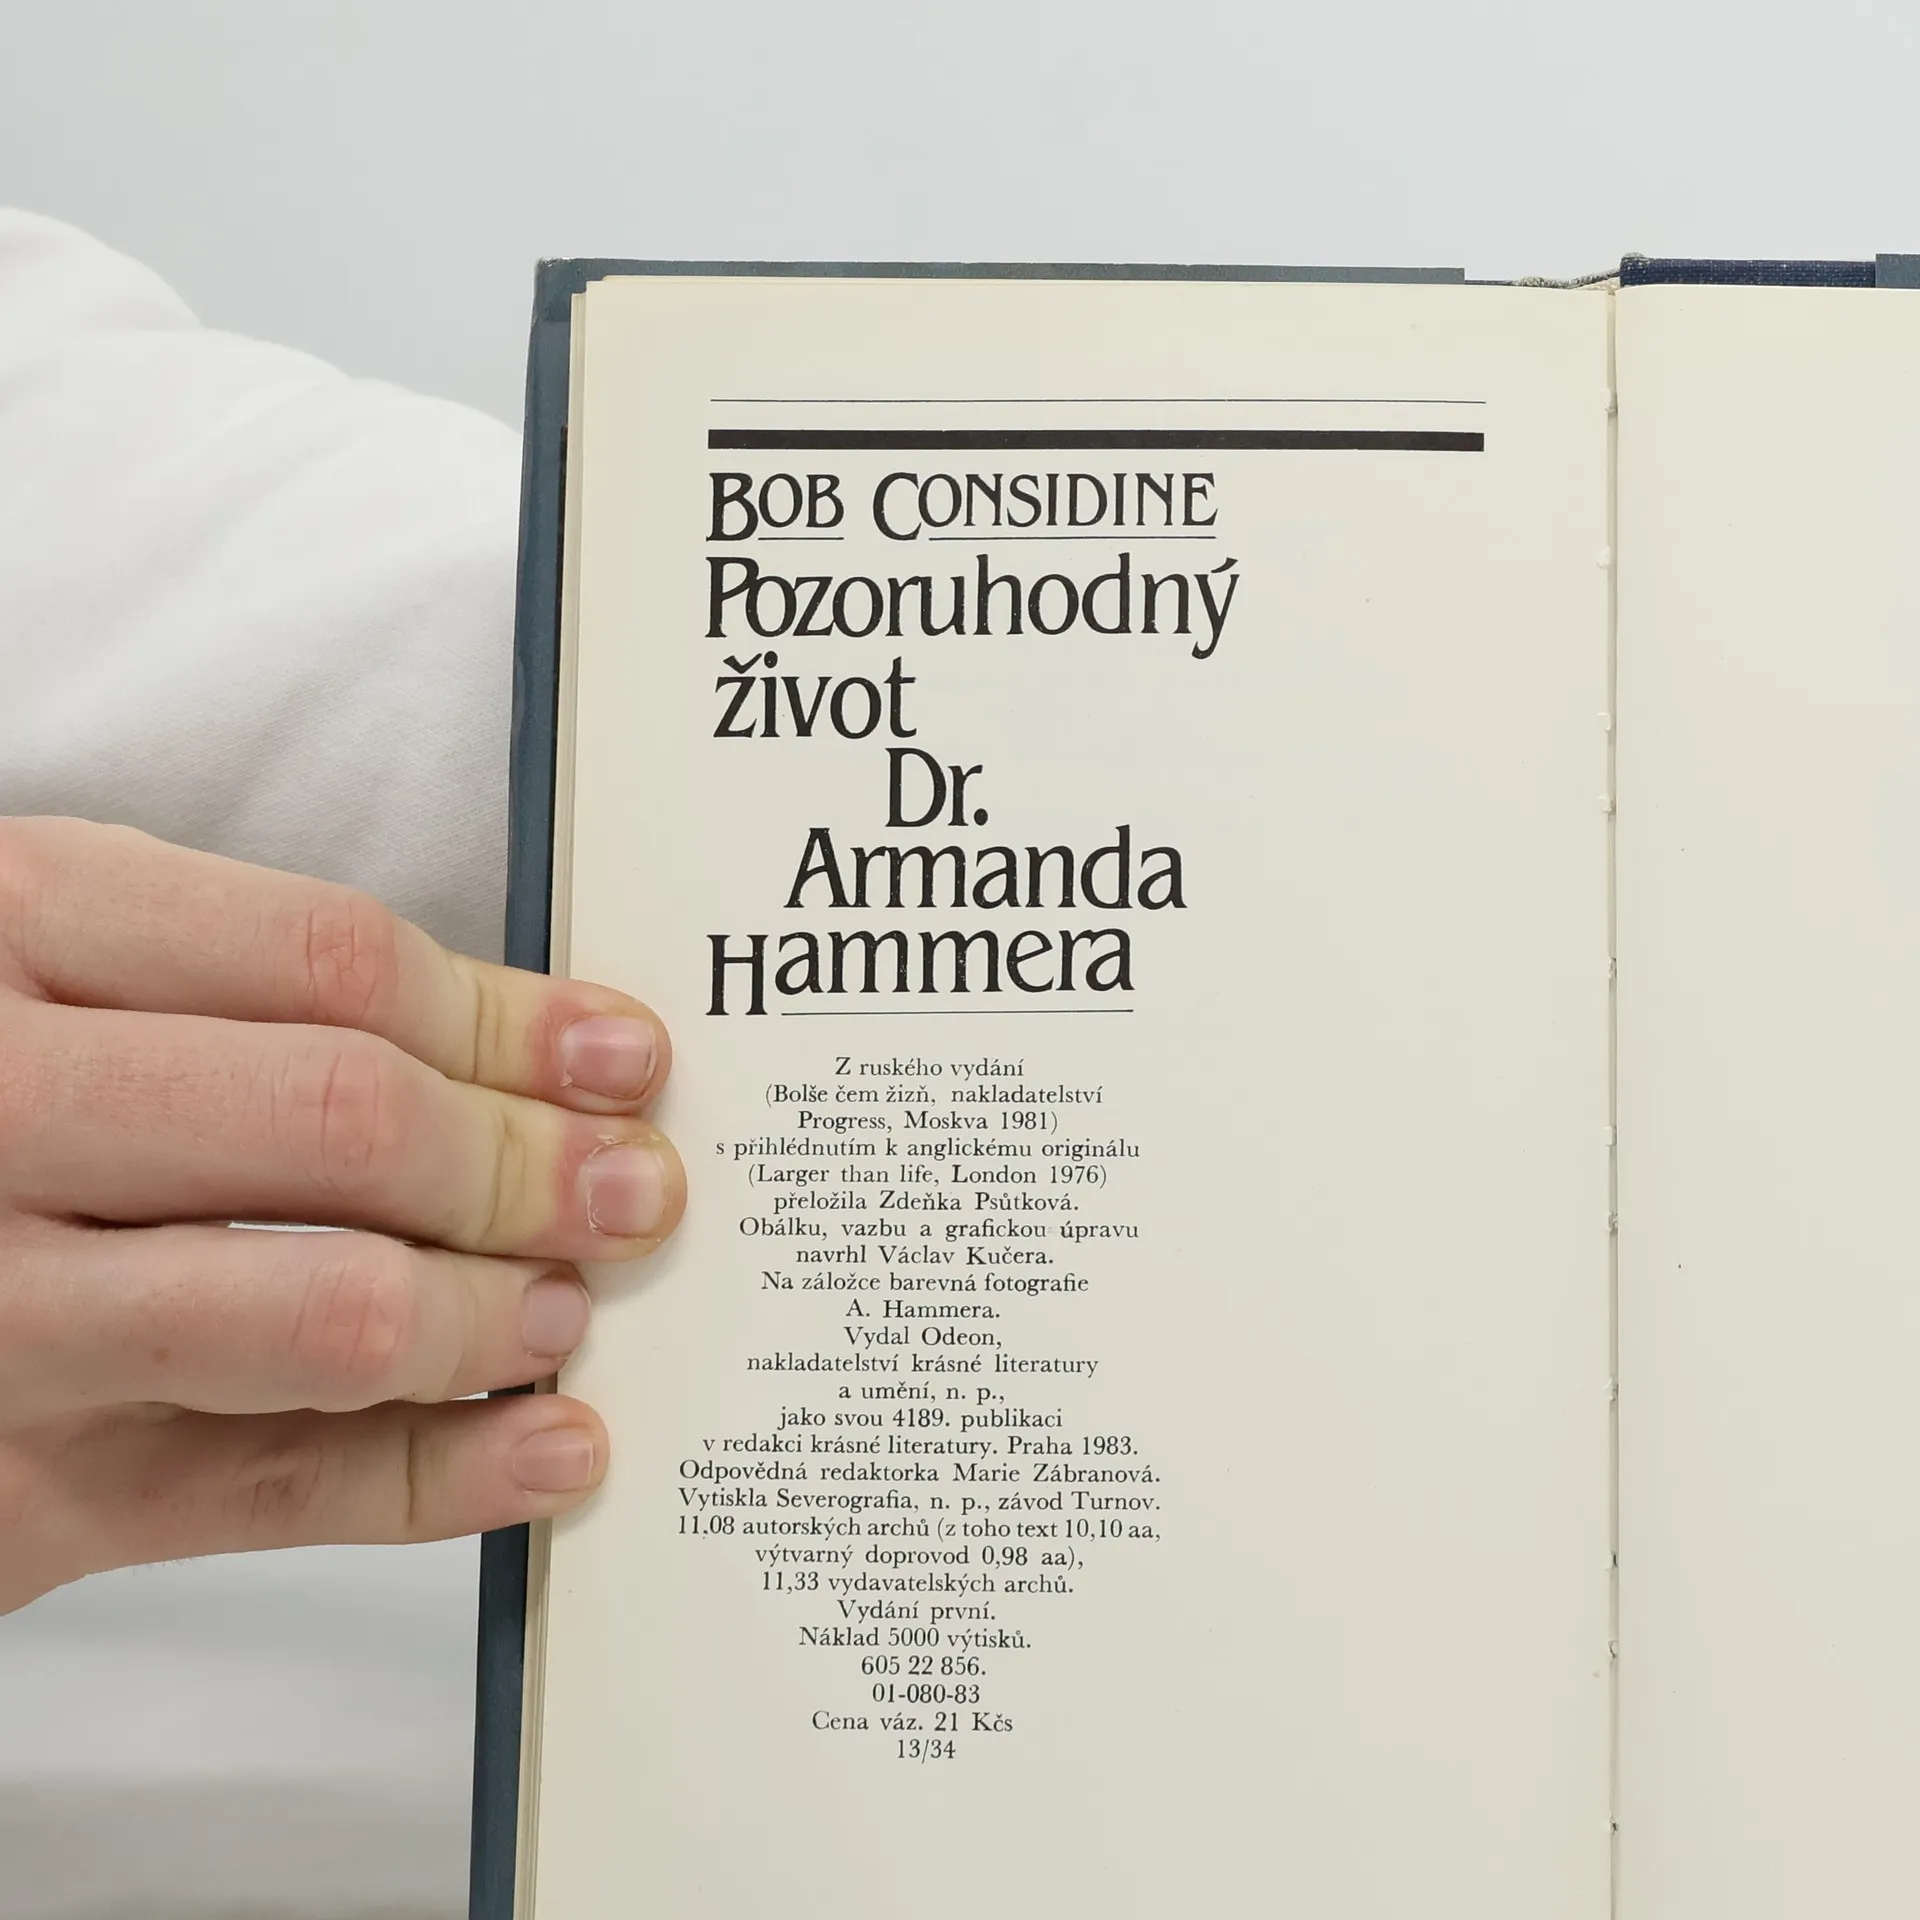 BOB CONSIDINE
Pozoruhodný
život
Dr.
Armanda
Hammera
Z ruského vydání
(Bolše čem žizň, nakladatelství
Progress, Moskva 1981)
s přihlédnutím k anglickému originálu
(Larger than life, London 1976)
přeložila Zdeňka Psůtková.
Obálku, vazbu a grafickou úpravu
navrhl Václav Kučera.
Na záložce barevná fotografie
A. Hammera.
Vydal Odeon,
nakladatelství krásné literatury
a umění, n. p.,
jako svou 4189. publikaci
v redakci krásné literatury. Praha 1983.
Odpovědná redaktorka Marie Zábranová.
Vytiskla Severografia, n. p., závod Turnov.
11,08 autorských archů (z toho text 10,10 aa,
výtvarný doprovod 0,98 aa),
11,33 vydavatelských archů.
Vydání první.
Náklad 5000 výtisků.
605 22 856.
01-080-83
Cena váz. 21 Kčs
13/34